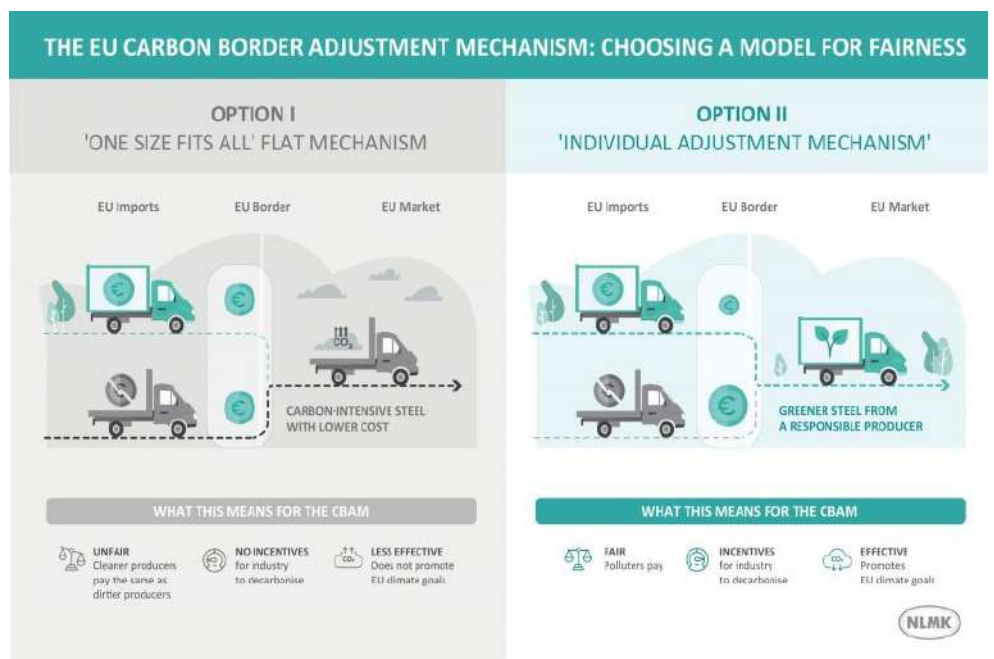 THE EU CARBON BORDER ADJUSTMENT MECHANISM: CHOOSING A MODEL FOR FAIRNESS
OPTION I
'ONE SIZE FITS ALL' FLAT MECHANISM
EU Imports
EU Border
EU Market
€
€
CO₂
€
€
CARBON-INTENSIVE STEEL
WITH LOWER COST
WHAT THIS MEANS FOR THE CBAM
UNFAIR
Cleaner producers
pay the same as
dirtier producers
NO INCENTIVES
for industry
to decarbonise
CO₂
LESS EFFECTIVE
Does not promote
EU climate goals
OPTION II
'INDIVIDUAL ADJUSTMENT MECHANISM'
EU Imports
EU Border
EU Market
€
€
€
€
GREENER STEEL FROM
A RESPONSIBLE PRODUCER
WHAT THIS MEANS FOR THE CBAM
FAIR
Polluters pay
INCENTIVES
for industry
to decarbonise
CO₂
EFFECTIVE
Promotes
EU climate goals
NLMK